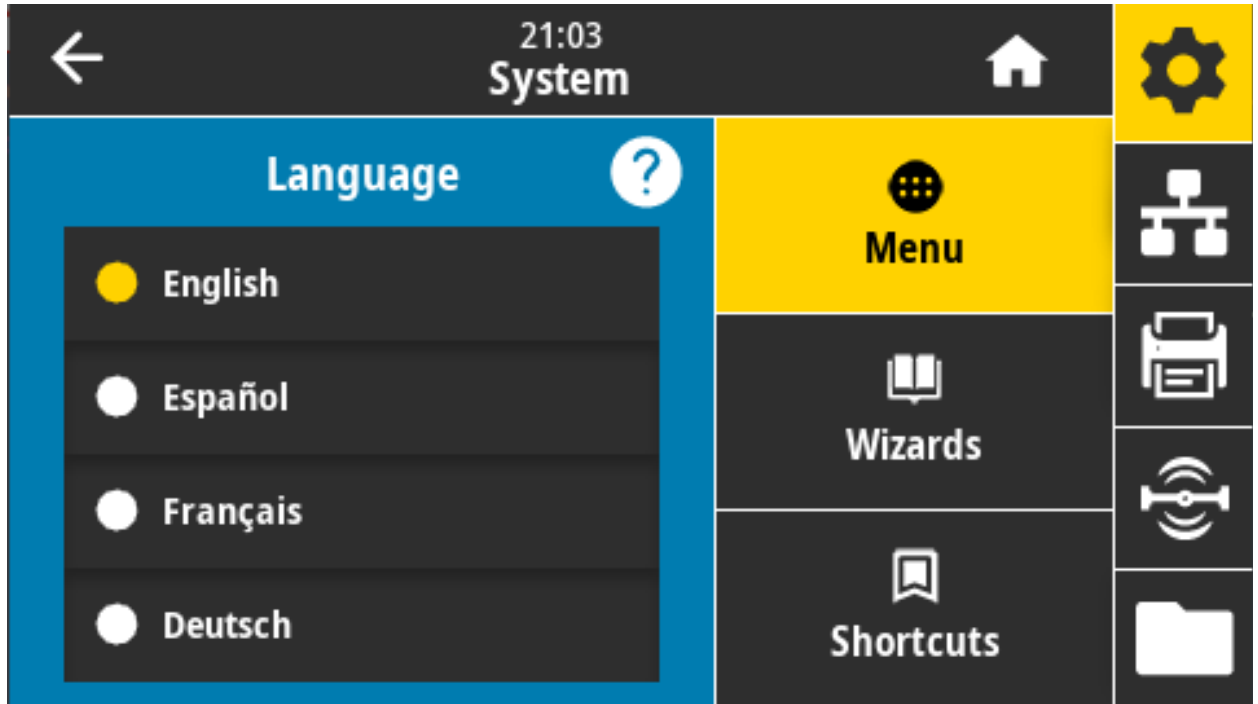 21:03
System
Language
?
English
Español
Français
Deutsch
Menu
Wizards
Shortcuts